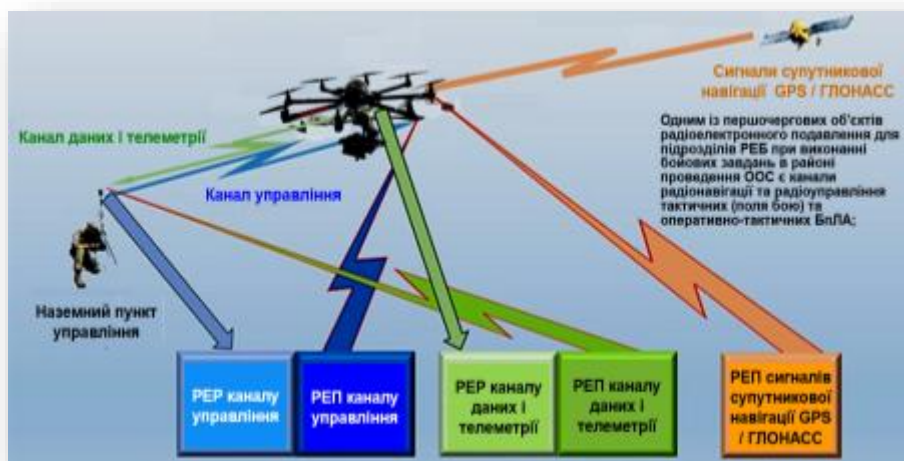 Сигнали супутникової
навігації GPS / ГЛОНАСС
Одним із першочергових об'єктів
радіоелектронного подавлення для
підрозділів РЕБ при виконанні
бойових завдань в районі
проведення ООС є канали
радіонавігації та радіоуправління
тактичних (поля бою) та
оперативно-тактичних БпЛА;
Канал даних і телеметрії
Канал управління
Наземний пункт
управління
РЕР каналу
управління
РЕП каналу
управління
РЕР каналу
даних і
телеметрії
РЕП каналу
даних і
телеметрії
РЕП сигналів
супутникової
навігації GPS
/ ГЛОНАСС